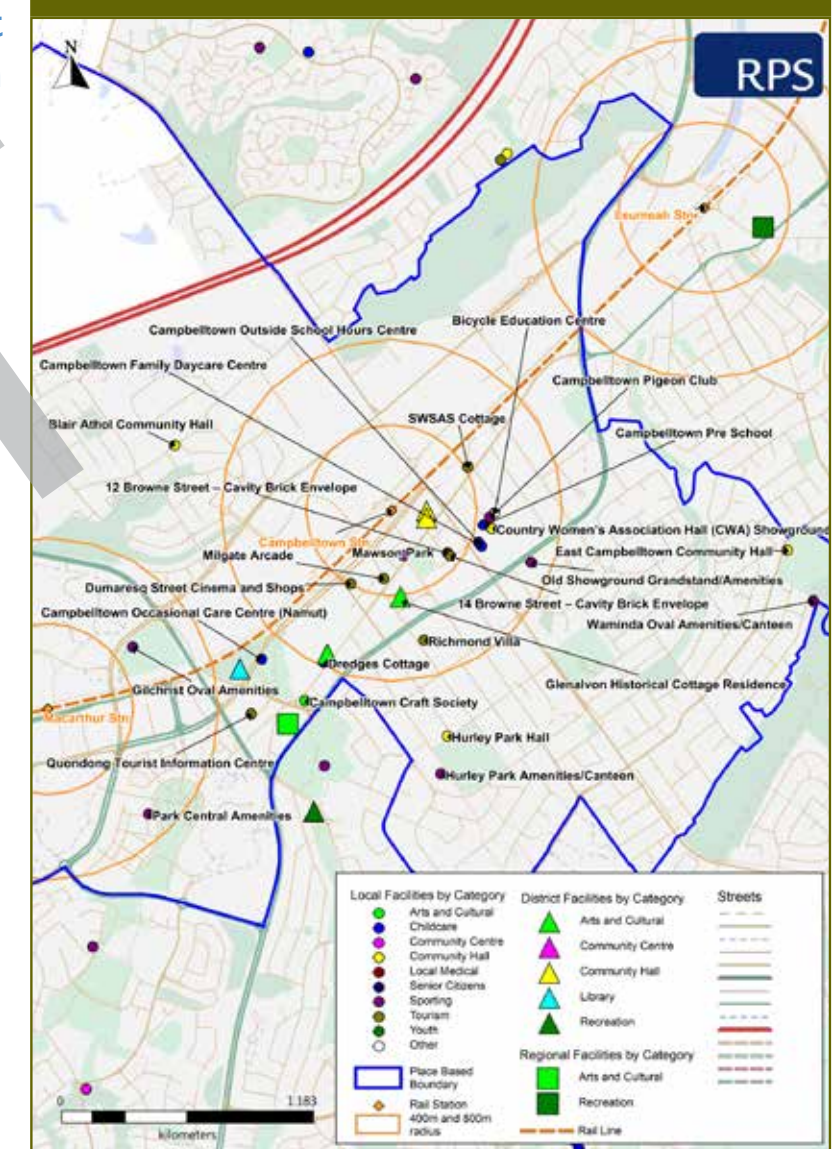 t
N
RPS
Leumeah Stn
Bicycle Education Centre
Campbelltown Outside School Hours Centre
Campbelltown Family Daycare Centre
Campbelltown Pigeon Club
SWSAS Cottage
Blair Athol Community Hall
Campbelltown Pre School
12 Browne Street – Cavity Brick Envelope
Country Women's Association Hall (CWA) Showground
Campbelltown Stn
Milgate Arcade
Mawson Park
East Campbelltown Community Hall
Old Showground Grandstand/Amenities
Dumaresq Street Cinema and Shops
14 Browne Street – Cavity Brick Envelope
Campbelltown Occasional Care Centre (Namut)
Waminda Oval Amenities/Canteen
Richmond Villa
Dredges Cottage
Glenalvon Historical Cottage Residence
Gilchrist Oval Amenities
Campbelltown Craft Society
Macarthur Stn
Hurley Park Hall
Quondong Tourist Information Centre
Hurley Park Amenities/Canteen
Park Central Amenities
Local Facilities by Category
Arts and Cultural
Childcare
Community Centre
Community Hall
Local Medical
Senior Citizens
Sporting
Tourism
Youth
Other
Place Based
Boundary
Rail Station
400m and 800m
radius
District Facilities by Category
Arts and Cultural
Community Centre
Community Hall
Library
Recreation
Regional Facilities by Category
Arts and Cultural
Recreation
Rail Line
Streets
0
1.183
kilometers